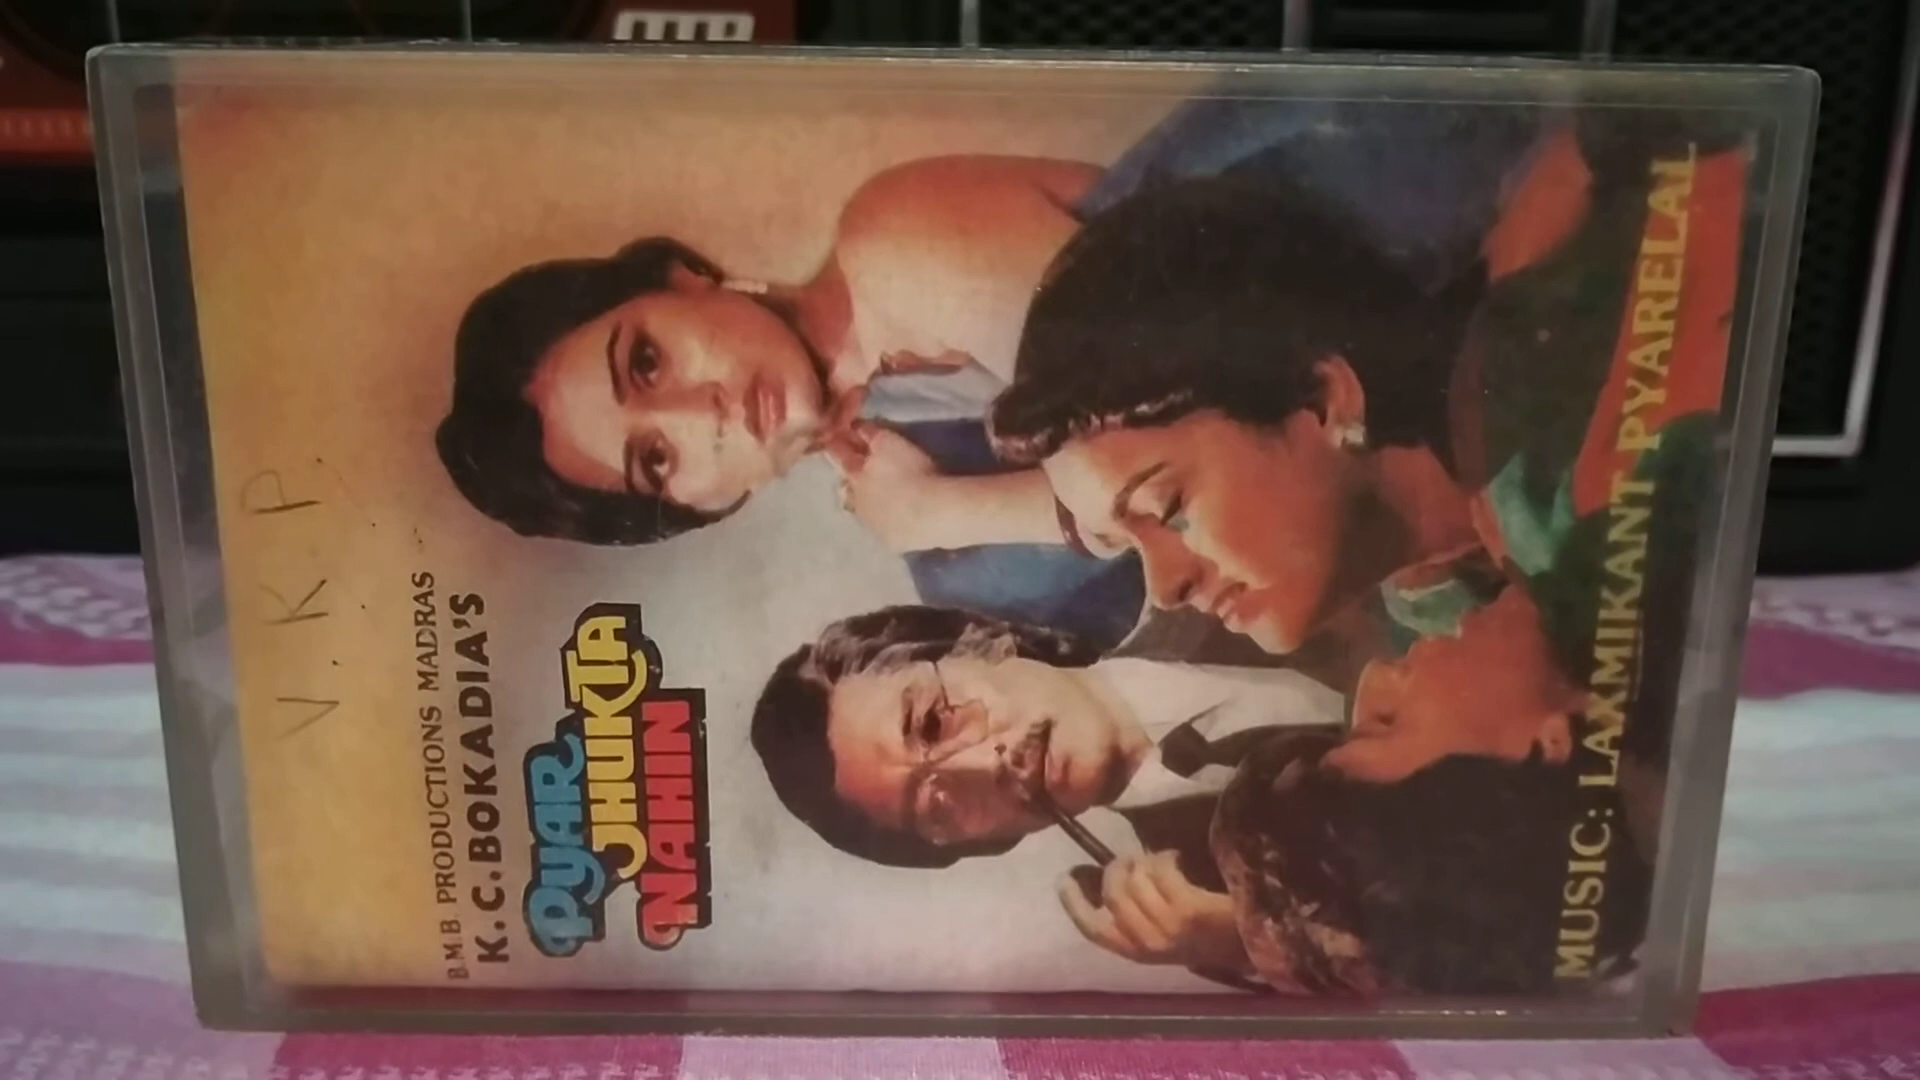 V.K.P.
B.M.B. PRODUCTIONS MADRAS
K.C.BOKADIA'S
PYAR
JHUKTA
NAHIN
MUSIC: LAXMIKANT PYARELAL